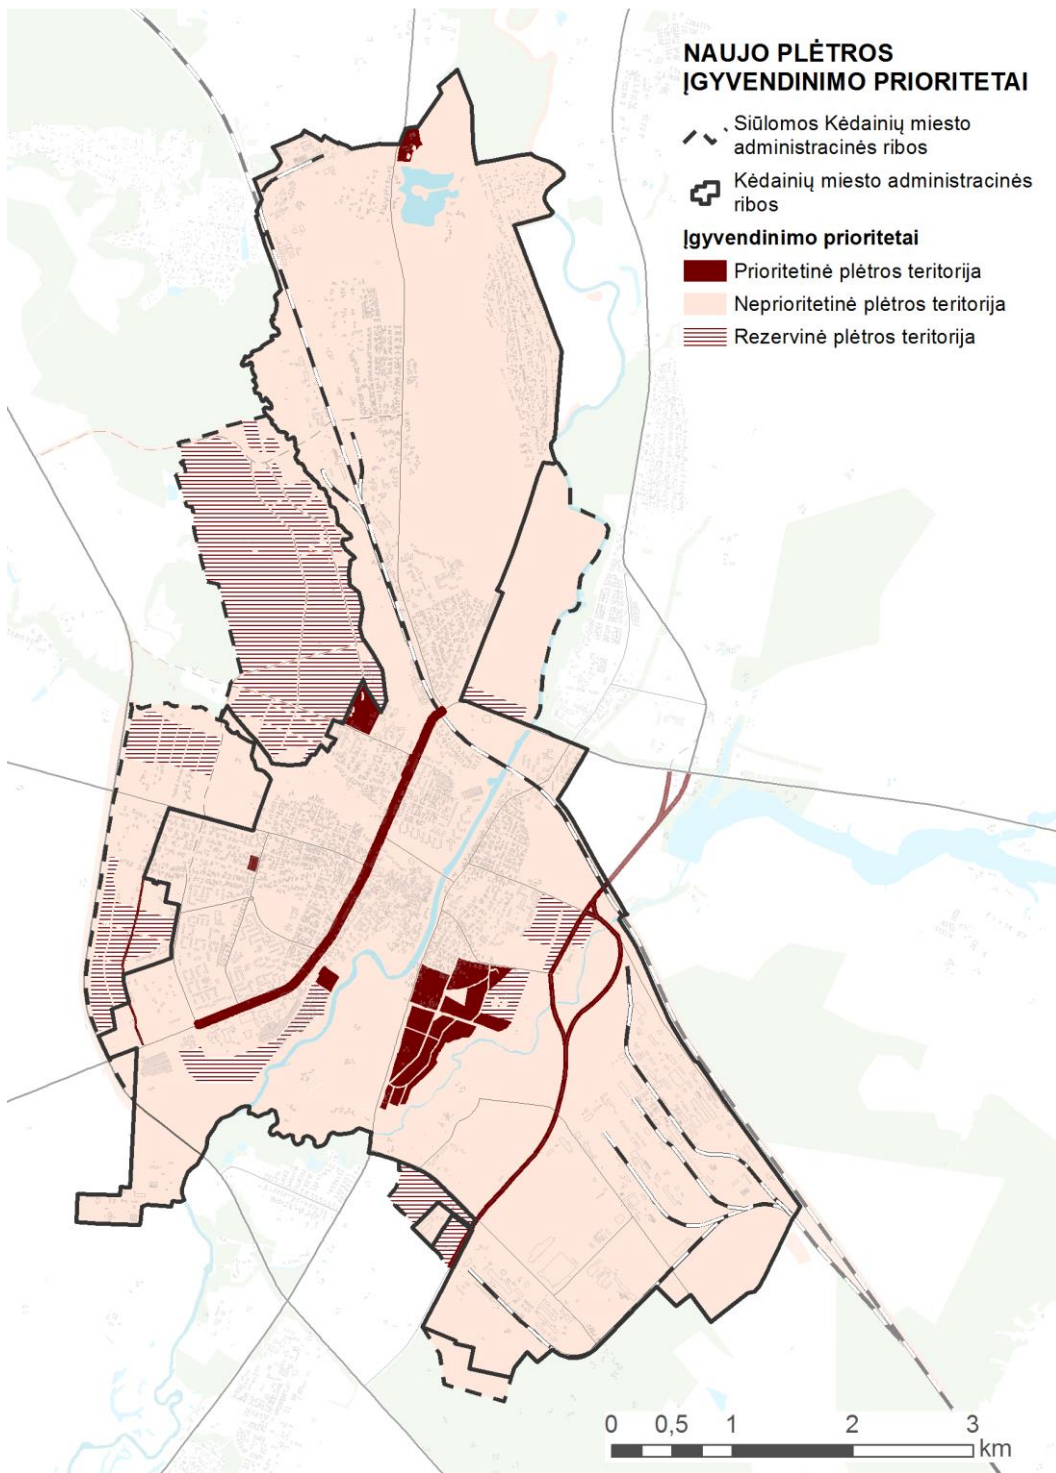 NAUJO PLĖTROS
ĮGYVENDINIMO PRIORITETAI
Siūlomos Kėdainių miesto
administracinės ribos
Kėdainių miesto administracinės
ribos
Įgyvendinimo prioritetai
Prioritetinė plėtros teritorija
Neprioritetinė plėtros teritorija
Rezervinė plėtros teritorija
0 0,5 1 2 3
km